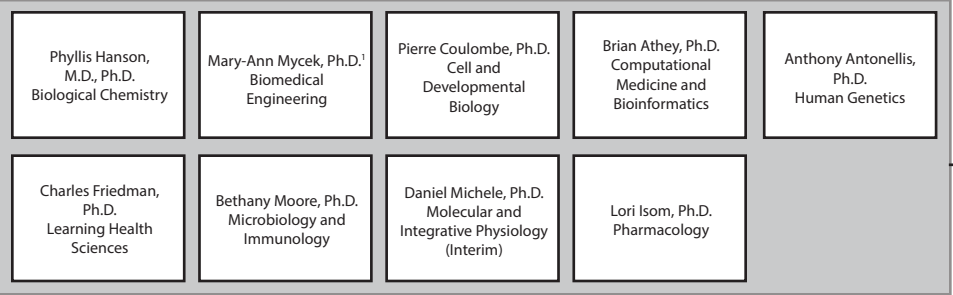 Phyllis Hanson,
M.D., Ph.D.
Biological Chemistry
Mary-Ann Mycek, Ph.D.¹
Biomedical
Engineering
Pierre Coulombe, Ph.D.
Cell and
Developmental
Biology
Brian Athey, Ph.D.
Computational
Medicine and
Bioinformatics
Anthony Antonellis,
Ph.D.
Human Genetics
Charles Friedman,
Ph.D.
Learning Health
Sciences
Bethany Moore, Ph.D.
Microbiology and
Immunology
Daniel Michele, Ph.D.
Molecular and
Integrative Physiology
(Interim)
Lori Isom, Ph.D.
Pharmacology